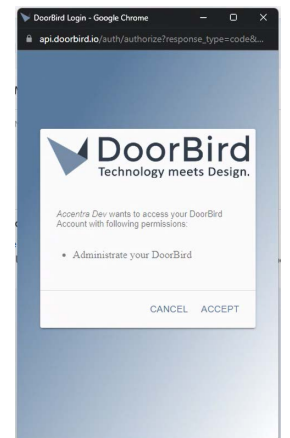 DoorBird Login - Google Chrome
api.doorbird.io/auth/authorize?response_type=code&...
DoorBird
Technology meets Design.
Accentra Dev wants to access your DoorBird
Account with following permissions:
• Administrate your DoorBird
CANCEL ACCEPT